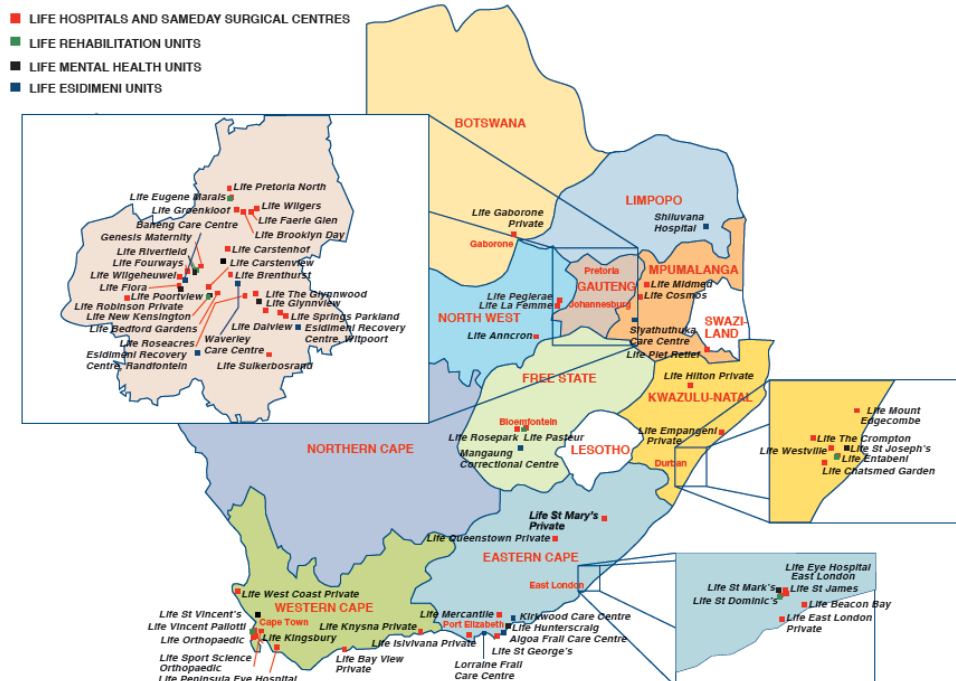 LIFE HOSPITALS AND SAMEDAY SURGICAL CENTRES
LIFE REHABILITATION UNITS
LIFE MENTAL HEALTH UNITS
LIFE ESIDIMENI UNITS
BOTSWANA
LIMPOPO
Life Gaborone
Private
Gaborone
Shiluvana
Hospital
Life Pretoria North
Life Eugene Marais
Life Groenkloof
Life Wilgers
Life Faerie Glen
Life Brooklyn Day
Baneng Care Centre
Genesis Maternity
Life Riverfield
Life Fourways
Life Wilgeheuwel
Life Flora
Life Poortview
Life Robinson Private
Life New Kensington
Life Bedford Gardens
Life Roseacres
Esidimeni Recovery
Centre, Randfontein
Life Carstenhof
Life Carstenview
Life Brenthurst
Life The Glynnwood
Life Glynnview
Life Springs Parkland
Life Dalview
Esidimeni Recovery
Centre, Witpoort
Waverley
Care Centre
Life Suikerbosrand
Pretoria
GAUTENG
Johannesburg
MPUMALANGA
Life Midmed
Life Cosmos
Life Peglerae
Life La Femme
NORTH WEST
Life Anncron
Siyathuthuka
Care Centre
Life Piet Retief
SWAZI-
LAND
FREE STATE
Life Hilton Private
KWAZULU-NATAL
Bloemfontein
Life Rosepark
Life Pasteur
Mangaung
Correctional Centre
LESOTHO
Life Empangeni
Private
Durban
Life Mount
Edgecombe
Life The Crompton
Life Westville
Life St Joseph's
Life Entabeni
Life Chatsmed Garden
NORTHERN CAPE
Life St Mary's
Private
Life Queenstown Private
EASTERN CAPE
East London
Life Eye Hospital
East London
Life St Mark's
Life St James
Life St Dominic's
Life Beacon Bay
Life East London
Private
Life West Coast Private
WESTERN CAPE
Life St Vincent's
Cape Town
Life Vincent Pallotti
Life Orthopaedic
Life Kingsbury
Life Sport Science
Orthopaedic
Life Peninsula Eye Hospital
Life Knysna Private
Life Bay View
Private
Life Isivivana Private
Life Mercantile
Port Elizabeth
Kirkwood Care Centre
Life Hunterscraig
Algoa Frail Care Centre
Life St George's
Lorraine Frail
Care Centre